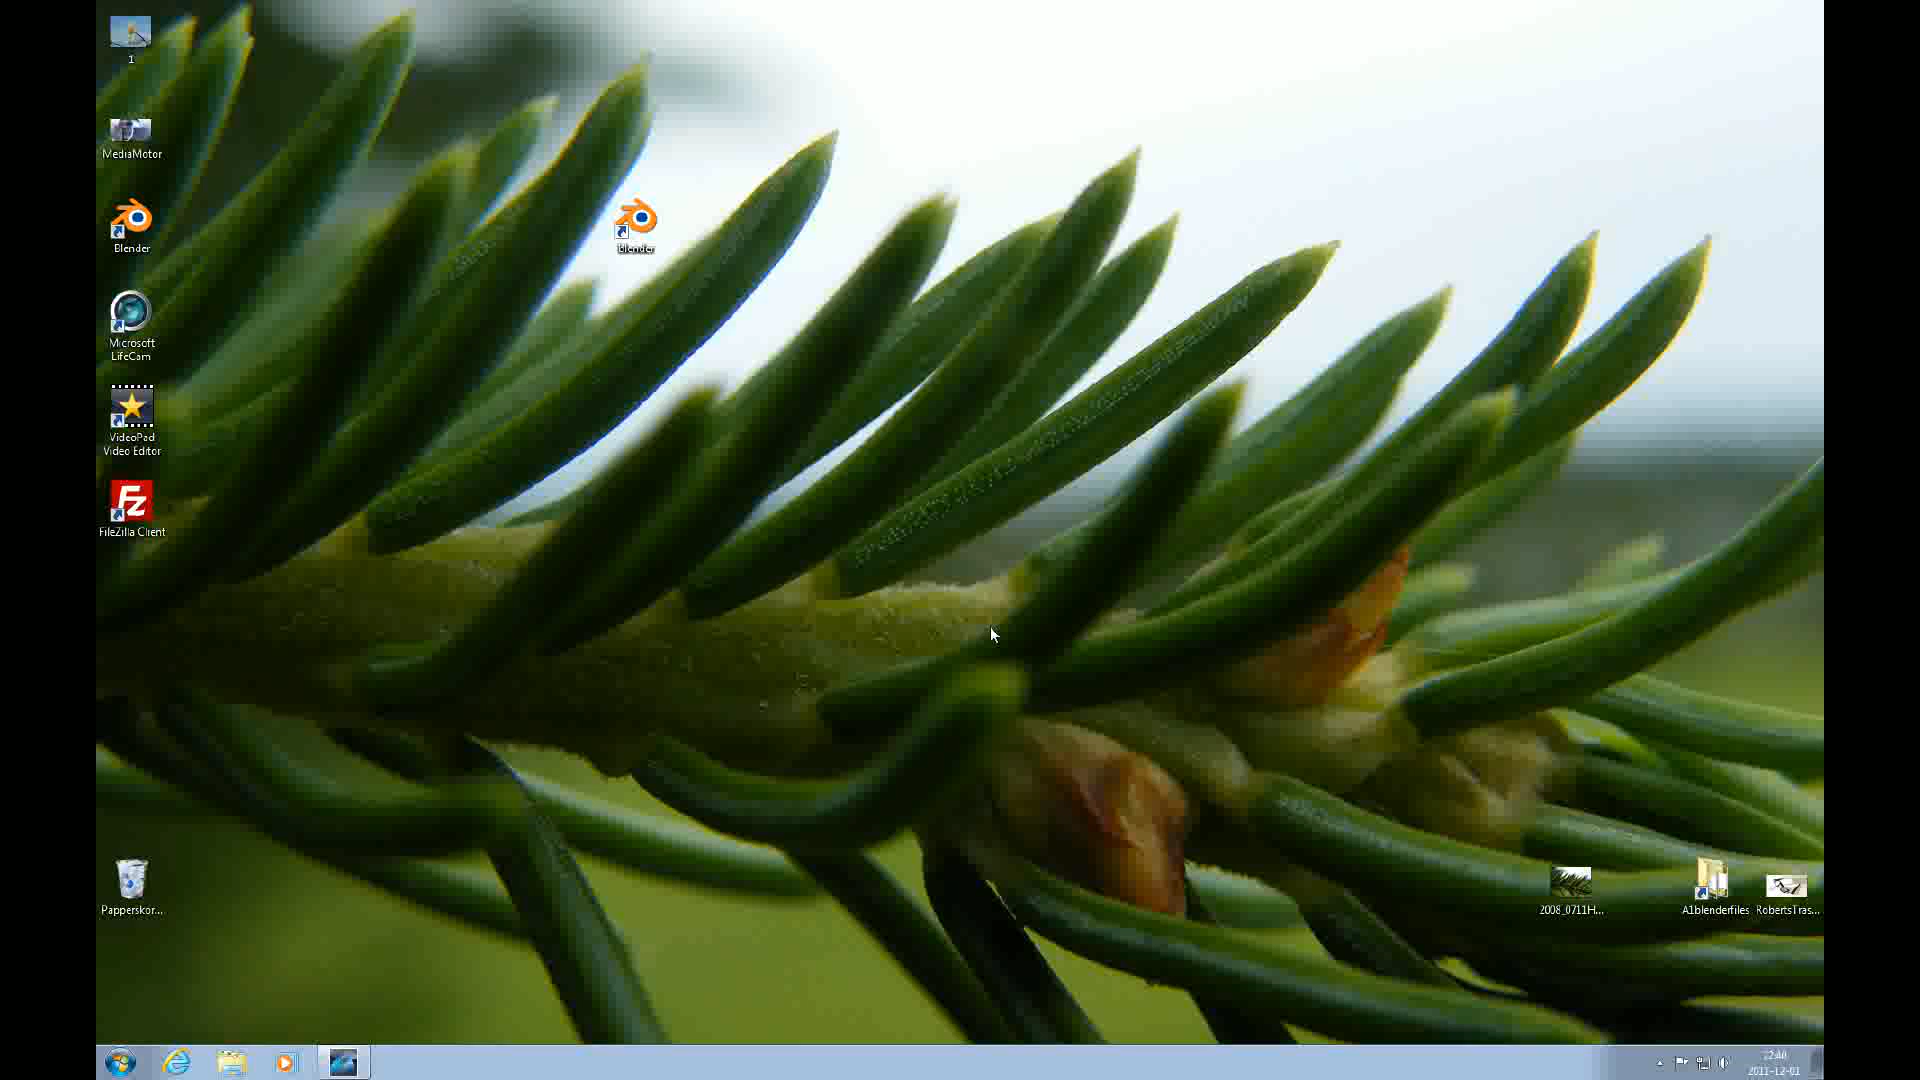 1
MediaMotor
Blender
Blender
Microsoft
LifeCam
VideoPad
Video Editor
Fz
FileZilla Client
Papperskor...
2008_0711H...
A1blenderfiles
RobertsTras...
22:40
2011-12-01